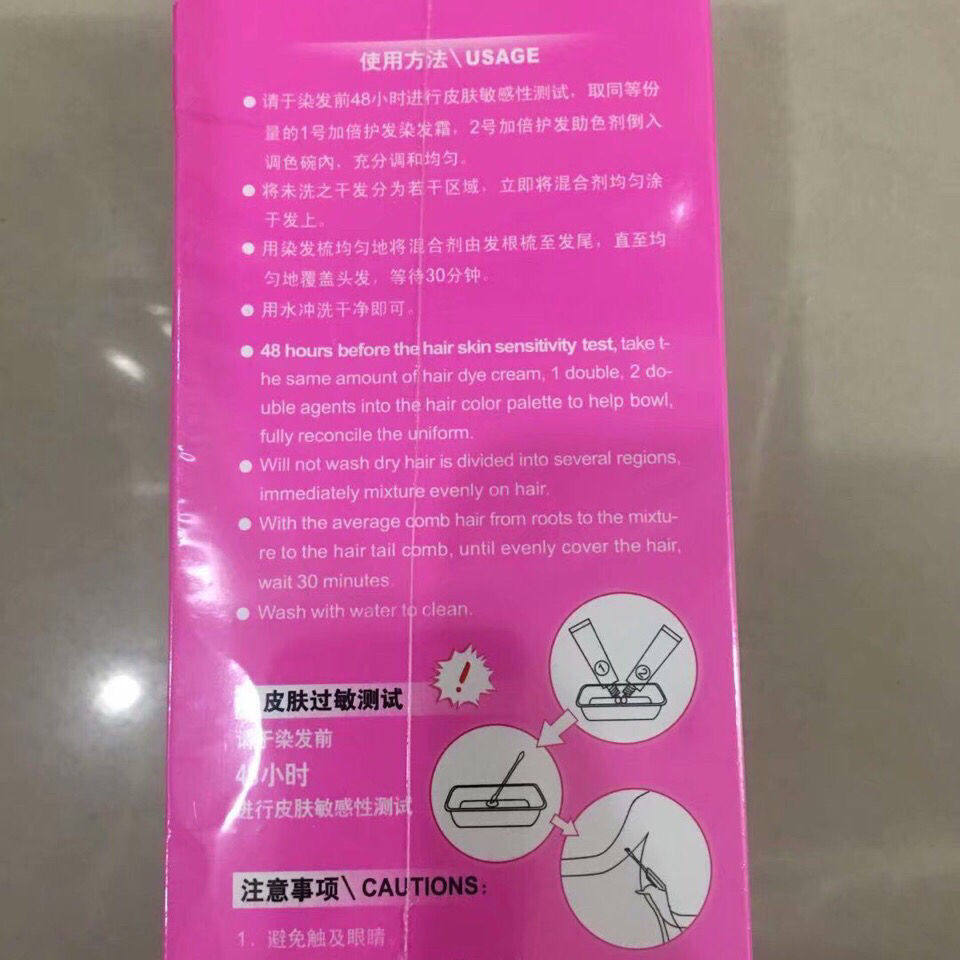 使用方法\USAGE
● 请于染发前48小时进行皮肤敏感性测试，取同等份
量的1号加倍护发染发霜，2号加倍护发助色剂倒入
调色碗内，充分调和均匀。
● 将未洗之干发分为若干区域，立即将混合剂均匀涂
于发上。
● 用染发梳均匀地将混合剂由发根梳至发尾，直至均
匀地覆盖头发，等待30分钟。
● 用水冲洗干净即可。
● 48 hours before the hair skin sensitivity test, take t-
he same amount of hair dye cream, 1 double, 2 do-
uble agents into the hair color palette to help bowl,
fully reconcile the uniform.
● Will not wash dry hair is divided into several regions,
immediately mixture evenly on hair.
● With the average comb hair from roots to the mixtu-
re to the hair tail comb, until evenly cover the hair,
wait 30 minutes.
● Wash with water to clean.
!
① ②
皮肤过敏测试
请于染发前
48小时
进行皮肤敏感性测试
注意事项\ CAUTIONS:
1. 避免触及眼睛